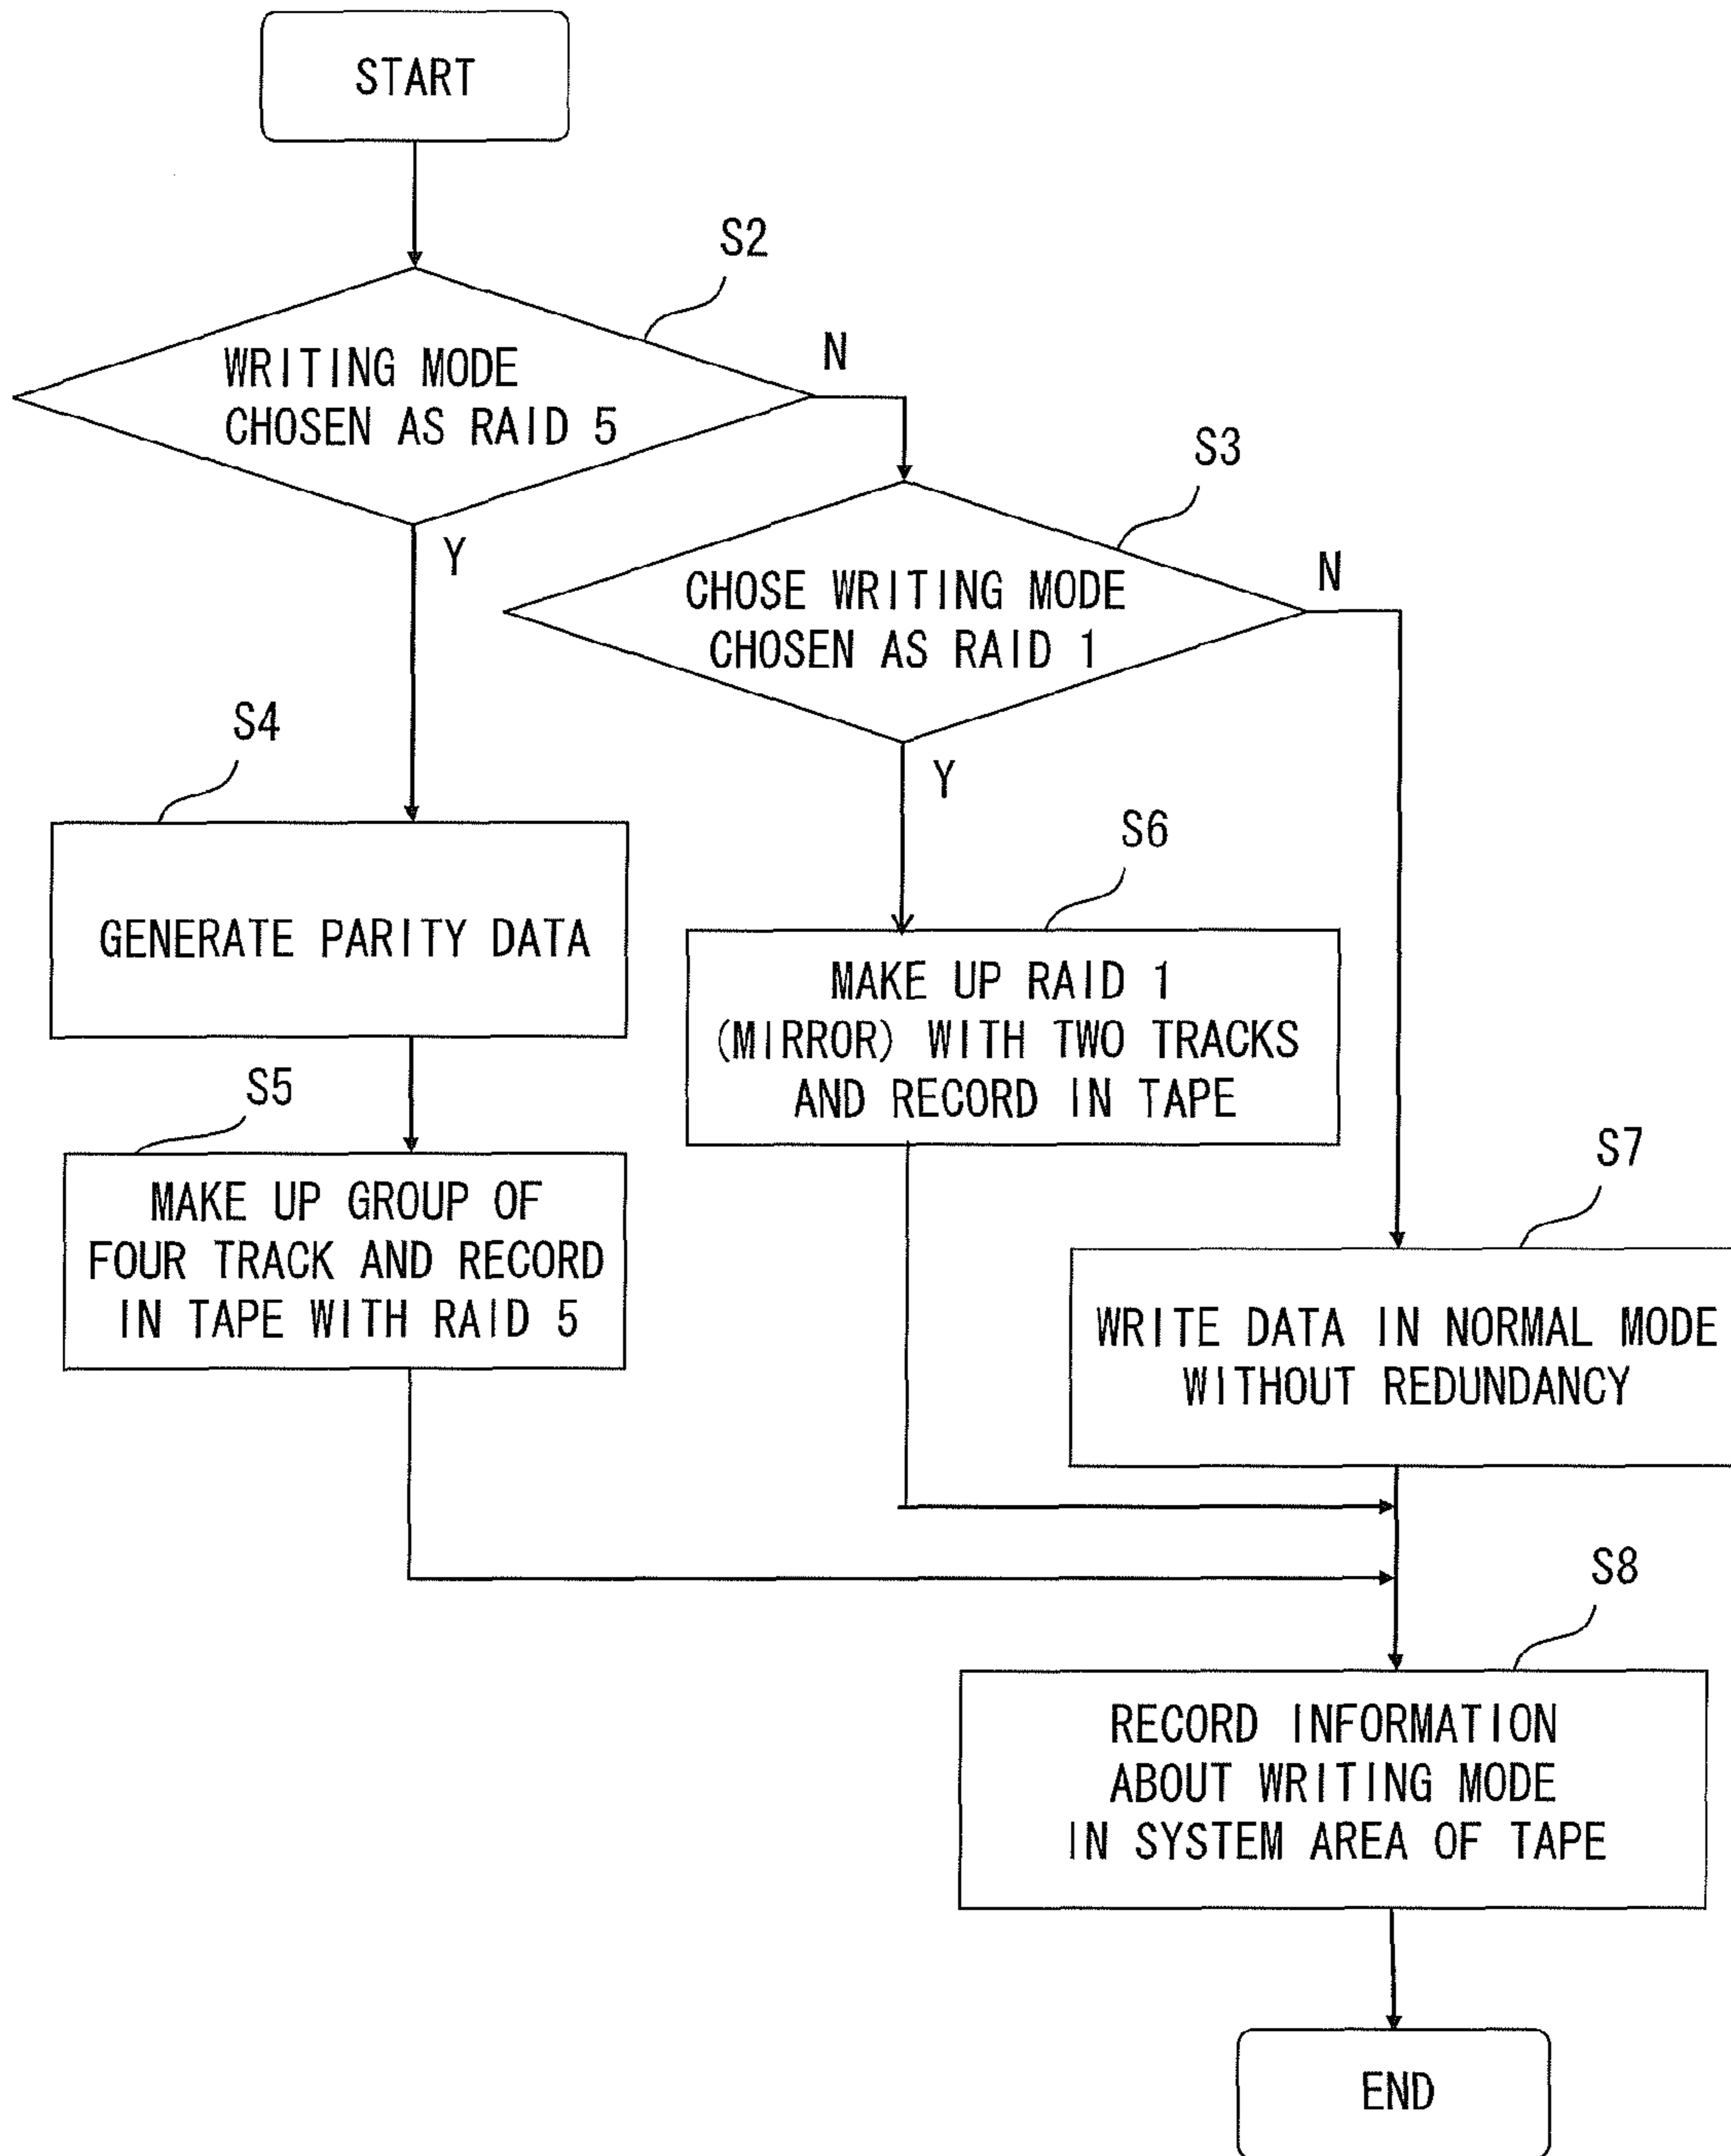 START
S2
WRITING MODE
CHOSEN AS RAID 5
N
Y
S3
CHOSE WRITING MODE
CHOSEN AS RAID 1
N
Y
S4
GENERATE PARITY DATA
S6
MAKE UP RAID 1
(MIRROR) WITH TWO TRACKS
AND RECORD IN TAPE
S5
MAKE UP GROUP OF
FOUR TRACK AND RECORD
IN TAPE WITH RAID 5
S7
WRITE DATA IN NORMAL MODE
WITHOUT REDUNDANCY
S8
RECORD INFORMATION
ABOUT WRITING MODE
IN SYSTEM AREA OF TAPE
END